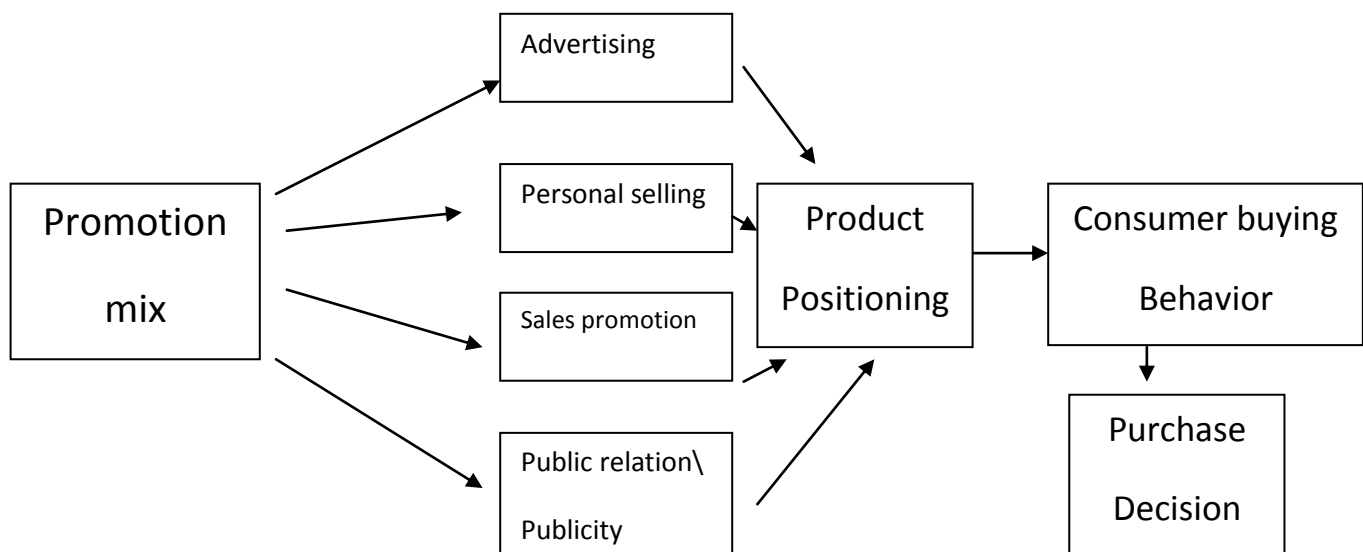 Promotion
mix
Advertising
Personal selling
Sales promotion
Public relation\
Publicity
Product
Positioning
Consumer buying
Behavior
Purchase
Decision